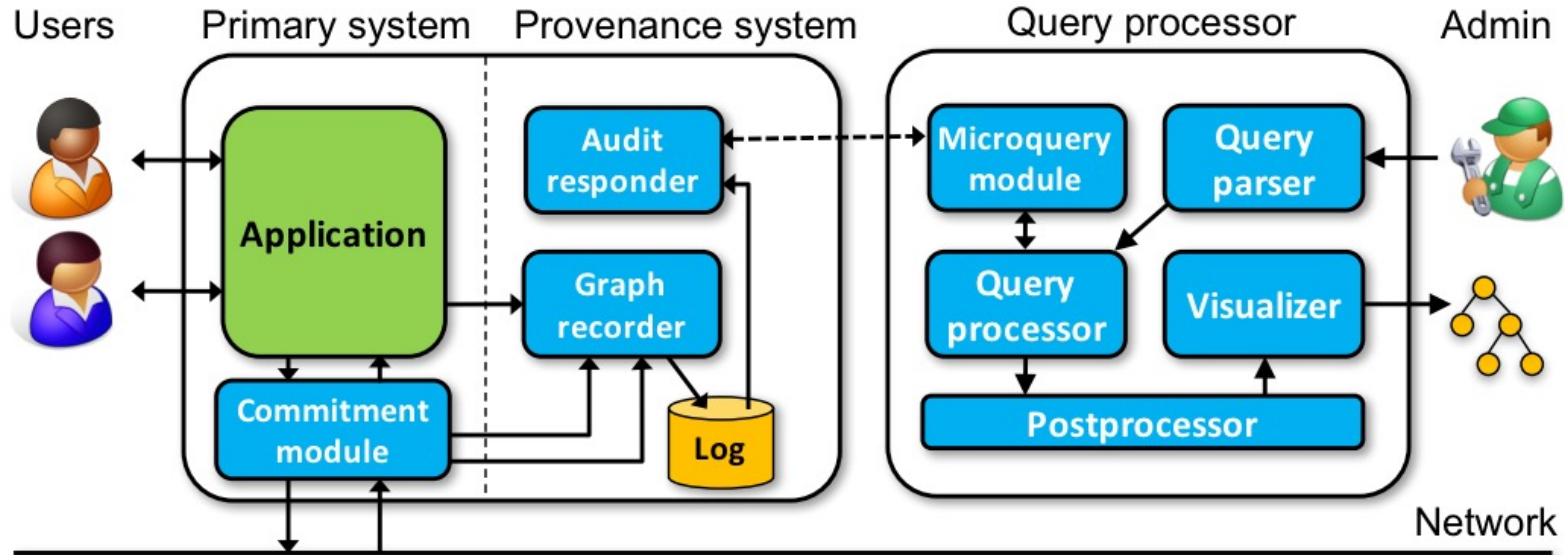 Users
Primary system
Provenance system
Query processor
Admin
Application
Audit
responder
Microquery
module
Query
parser
Graph
recorder
Query
processor
Visualizer
Commitment
module
Log
Postprocessor
Network